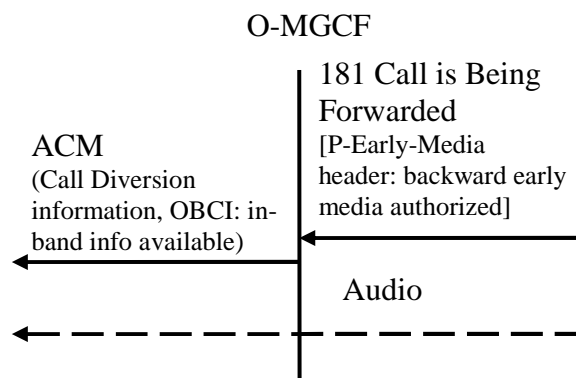 O-MGCF
181 Call is Being
Forwarded
[P-Early-Media
header: backward early
media authorized]
ACM
(Call Diversion
information, OBCI: in-
band info available)
Audio